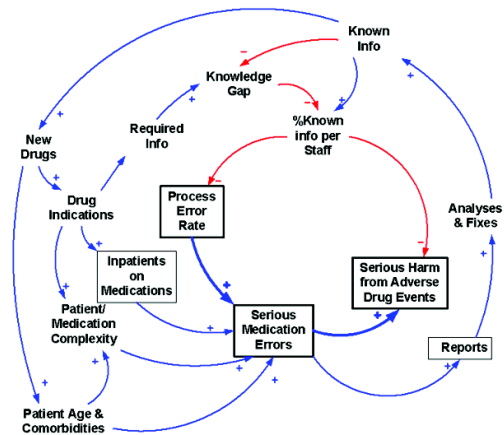 Known
Info
Knowledge
Gap
%Known
info per
Staff
Required
Info
New
Drugs
Drug
Indications
Process
Error
Rate
Analyses
& Fixes
Inpatients
on
Medications
Serious Harm
from Adverse
Drug Events
Patient/
Medication
Complexity
Serious
Medication
Errors
Reports
Patient Age &
Comorbidities